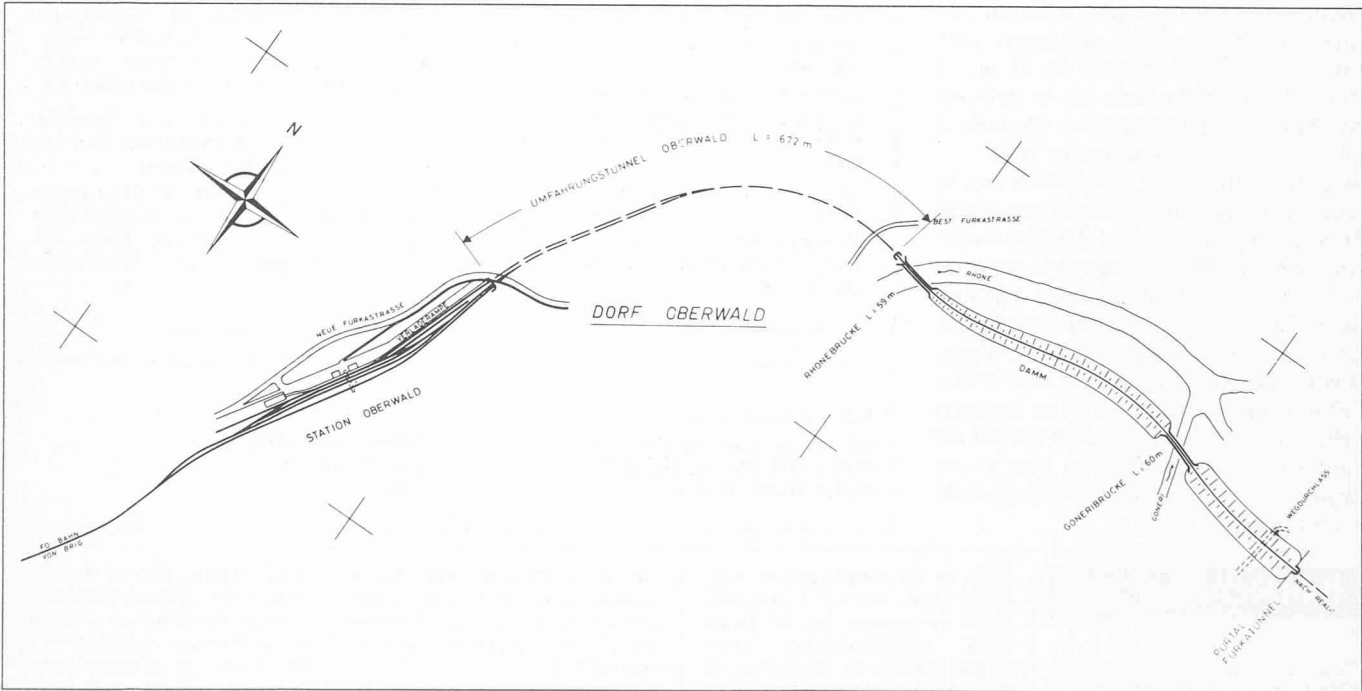 N
UMFAHRUNGSTUNNEL OBERWALD L = 672 m
BEST. FURKASTRASSE
RHONE
NEUE FURKASTRASSE
VERLADERAMPE
DORF OBERWALD
RHONEBRÜCKE L = 59 m
DAMM
STATION OBERWALD
GONERIBRÜCKE L = 60m
GONERI
WEGDURCHLASS
FO BAHN
VON BRIG
NACH REALP
PORTAL
FURKATUNNEL